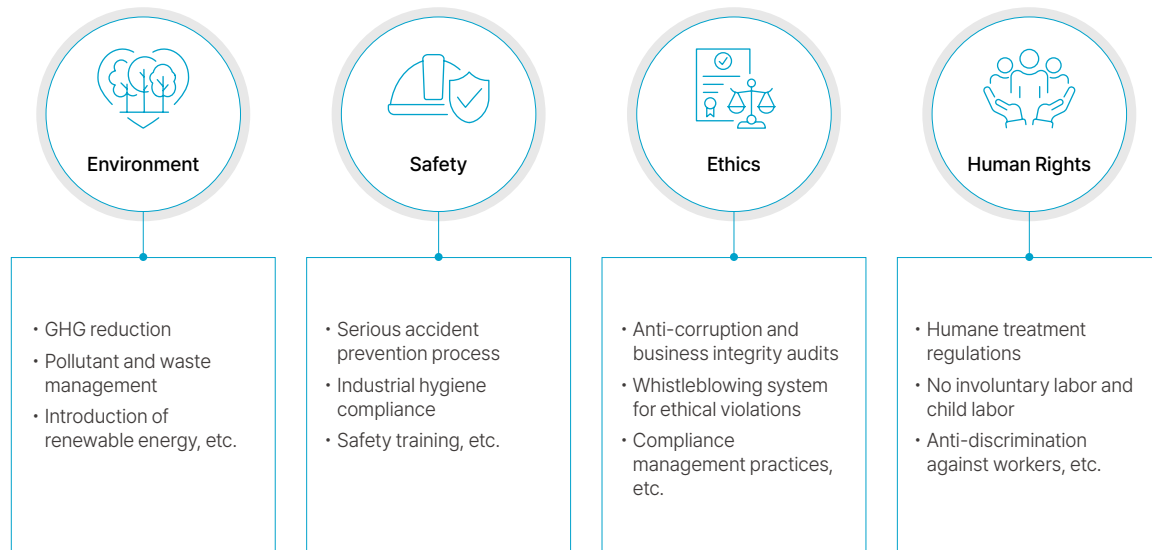 Environment
Safety
Ethics
Human Rights
• GHG reduction
• Pollutant and waste
management
• Introduction of
renewable energy, etc.
• Serious accident
prevention process
• Industrial hygiene
compliance
• Safety training, etc.
• Anti-corruption and
business integrity audits
• Whistleblowing system
for ethical violations
• Compliance
management practices,
etc.
• Humane treatment
regulations
• No involuntary labor and
child labor
• Anti-discrimination
against workers, etc.